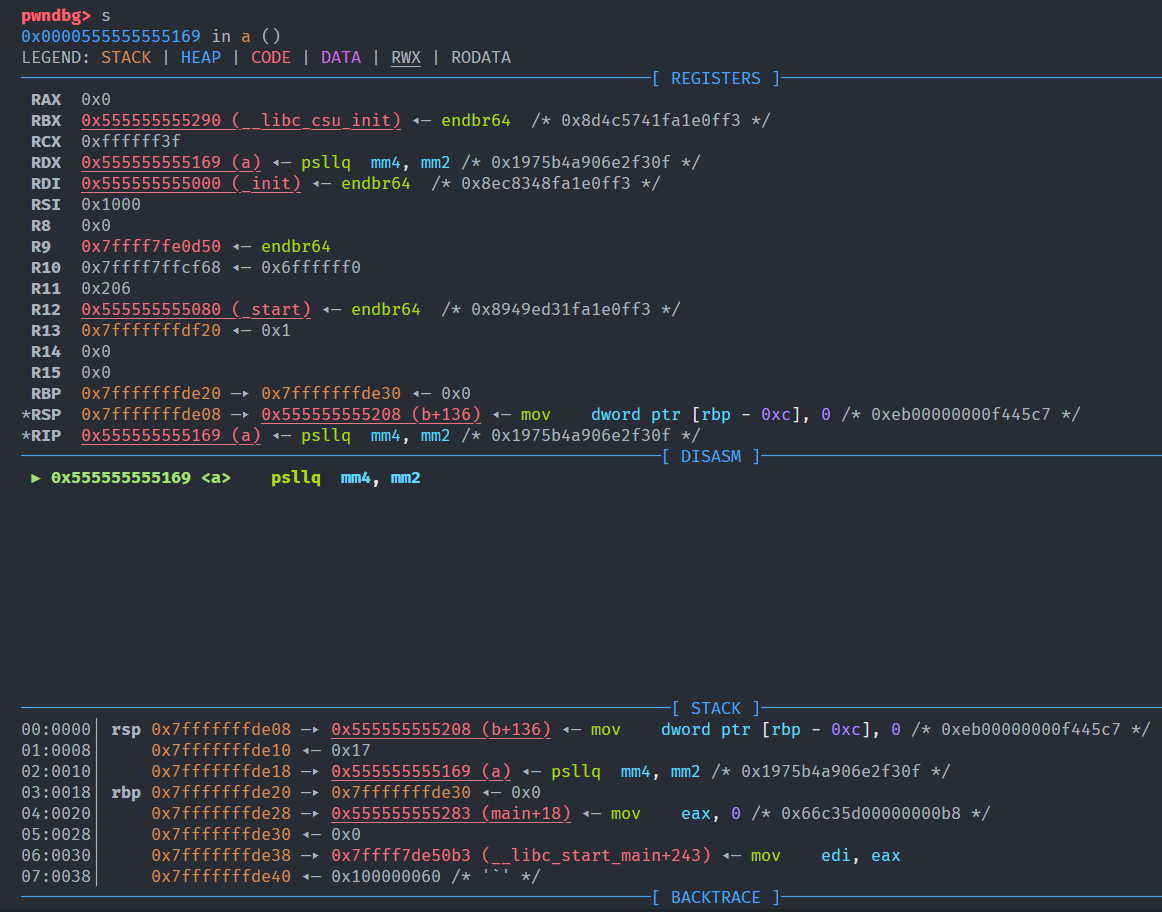 pwndbg> s
0x0000555555555169 in a ()
LEGEND: STACK | HEAP | CODE | DATA | RWX | RODATA
[ REGISTERS ]
RAX 0x0
RBX 0x555555555290 (__libc_csu_init) ◂— endbr64 /* 0x8d4c5741fa1e0ff3 */
RCX 0xffffff3f
RDX 0x555555555169 (a) ◂— psllq mm4, mm2 /* 0x1975b4a906e2f30f */
RDI 0x555555555000 (_init) ◂— endbr64 /* 0x8ec8348fa1e0ff3 */
RSI 0x1000
R8 0x0
R9 0x7ffff7fe0d50 ◂— endbr64
R10 0x7ffff7ffcf68 ◂— 0x6ffffff0
R11 0x206
R12 0x555555555080 (_start) ◂— endbr64 /* 0x8949ed31fa1e0ff3 */
R13 0x7fffffffdf20 ◂— 0x1
R14 0x0
R15 0x0
RBP 0x7fffffffde20 —▸ 0x7fffffffde30 ◂— 0x0
*RSP 0x7fffffffde08 —▸ 0x555555555208 (b+136) ◂— mov dword ptr [rbp - 0xc], 0 /* 0xeb00000000f445c7 */
*RIP 0x555555555169 (a) ◂— psllq mm4, mm2 /* 0x1975b4a906e2f30f */
[ DISASM ]
► 0x555555555169 <a> psllq mm4, mm2
[ STACK ]
00:0000│ rsp 0x7fffffffde08 —▸ 0x555555555208 (b+136) ◂— mov dword ptr [rbp - 0xc], 0 /* 0xeb00000000f445c7 */
01:0008│ 0x7fffffffde10 ◂— 0x17
02:0010│ 0x7fffffffde18 —▸ 0x555555555169 (a) ◂— psllq mm4, mm2 /* 0x1975b4a906e2f30f */
03:0018│ rbp 0x7fffffffde20 —▸ 0x7fffffffde30 ◂— 0x0
04:0020│ 0x7fffffffde28 —▸ 0x555555555283 (main+18) ◂— mov eax, 0 /* 0x66c35d00000000b8 */
05:0028│ 0x7fffffffde30 ◂— 0x0
06:0030│ 0x7fffffffde38 —▸ 0x7ffff7de50b3 (__libc_start_main+243) ◂— mov edi, eax
07:0038│ 0x7fffffffde40 ◂— 0x100000060 /* '`' */
[ BACKTRACE ]